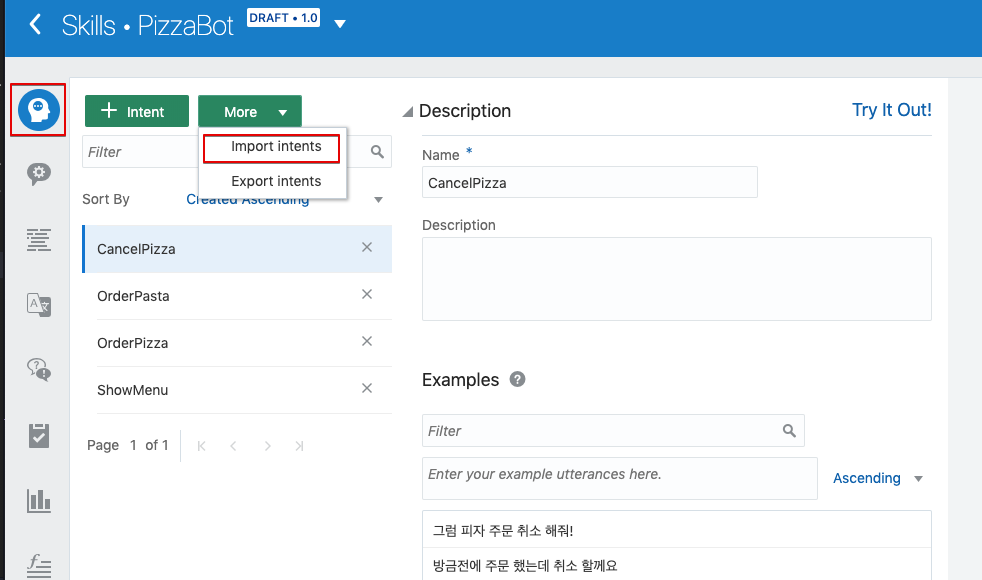 Skills • PizzaBot DRAFT • 1.0
Intent
More
Import intents
Export intents
Filter
Sort By Created Ascending
CancelPizza
OrderPasta
OrderPizza
ShowMenu
Page 1 of 1
Description
Try It Out!
Name *
CancelPizza
Description
Examples ?
Filter
Enter your example utterances here.
Ascending
그럼 피자 주문 취소 해줘!
방금전에 주문 했는데 취소 할께요